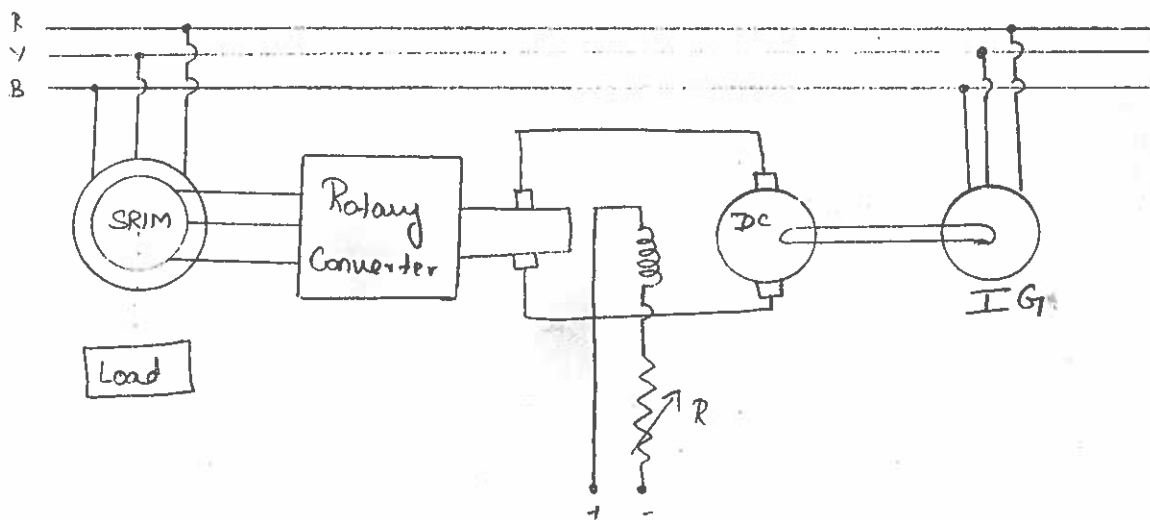 R
Y
B
SRIM
Rotary
Converter
DC
IG
Load
R
+ -